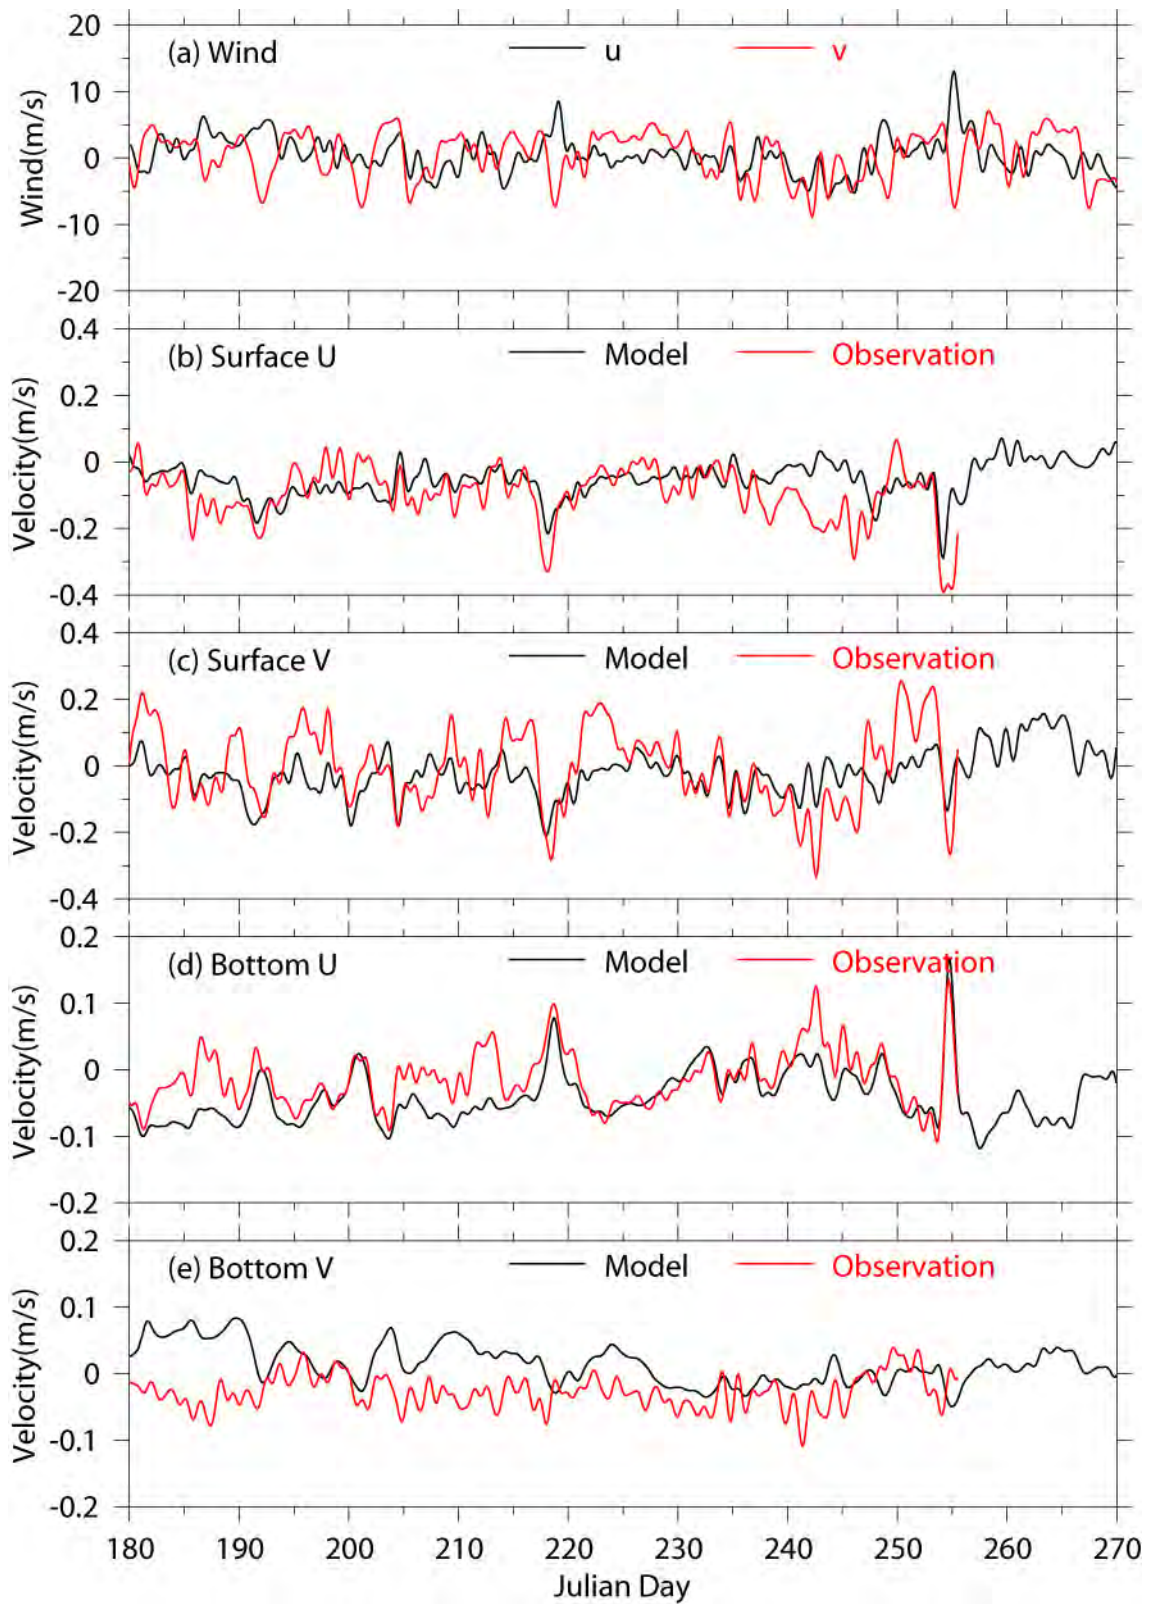 (a) Wind u v
Wind(m/s)
20
10
0
-10
-20
(b) Surface U Model Observation
Velocity(m/s)
0.4
0.2
0
-0.2
-0.4
(c) Surface V Model Observation
Velocity(m/s)
0.4
0.2
0
-0.2
-0.4
(d) Bottom U Model Observation
Velocity(m/s)
0.2
0.1
0
-0.1
-0.2
(e) Bottom V Model Observation
Velocity(m/s)
0.2
0.1
0
-0.1
-0.2
180 190 200 210 220 230 240 250 260 270
Julian Day